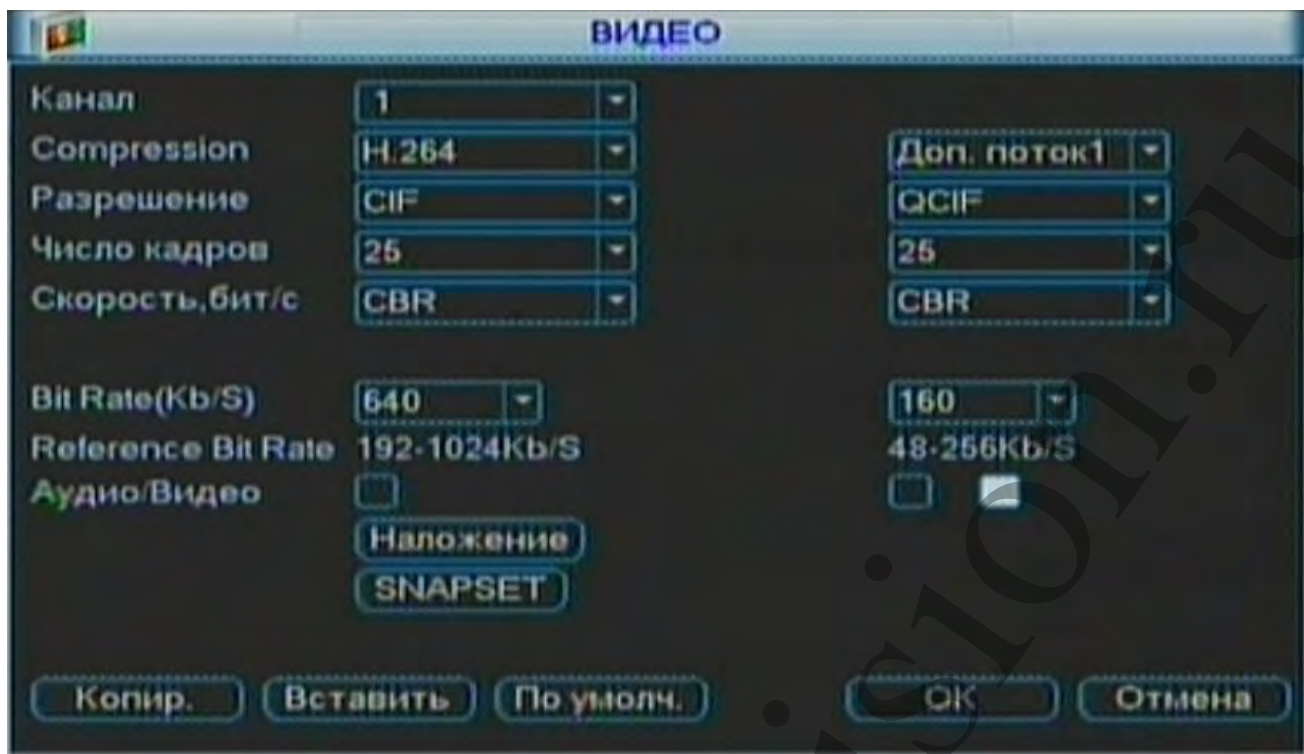 ВИДЕО
Канал 1
Compression H.264 Доп. поток1
Разрешение CIF QCIF
Число кадров 25 25
Скорость,бит/с CBR CBR
Bit Rate(Kb/S) 640 160
Reference Bit Rate 192-1024Kb/S 48-256Kb/S
Аудио/Видео
Наложение
SNAPSET
Копир. Вставить По умолч. OK Отмена
ision.ru